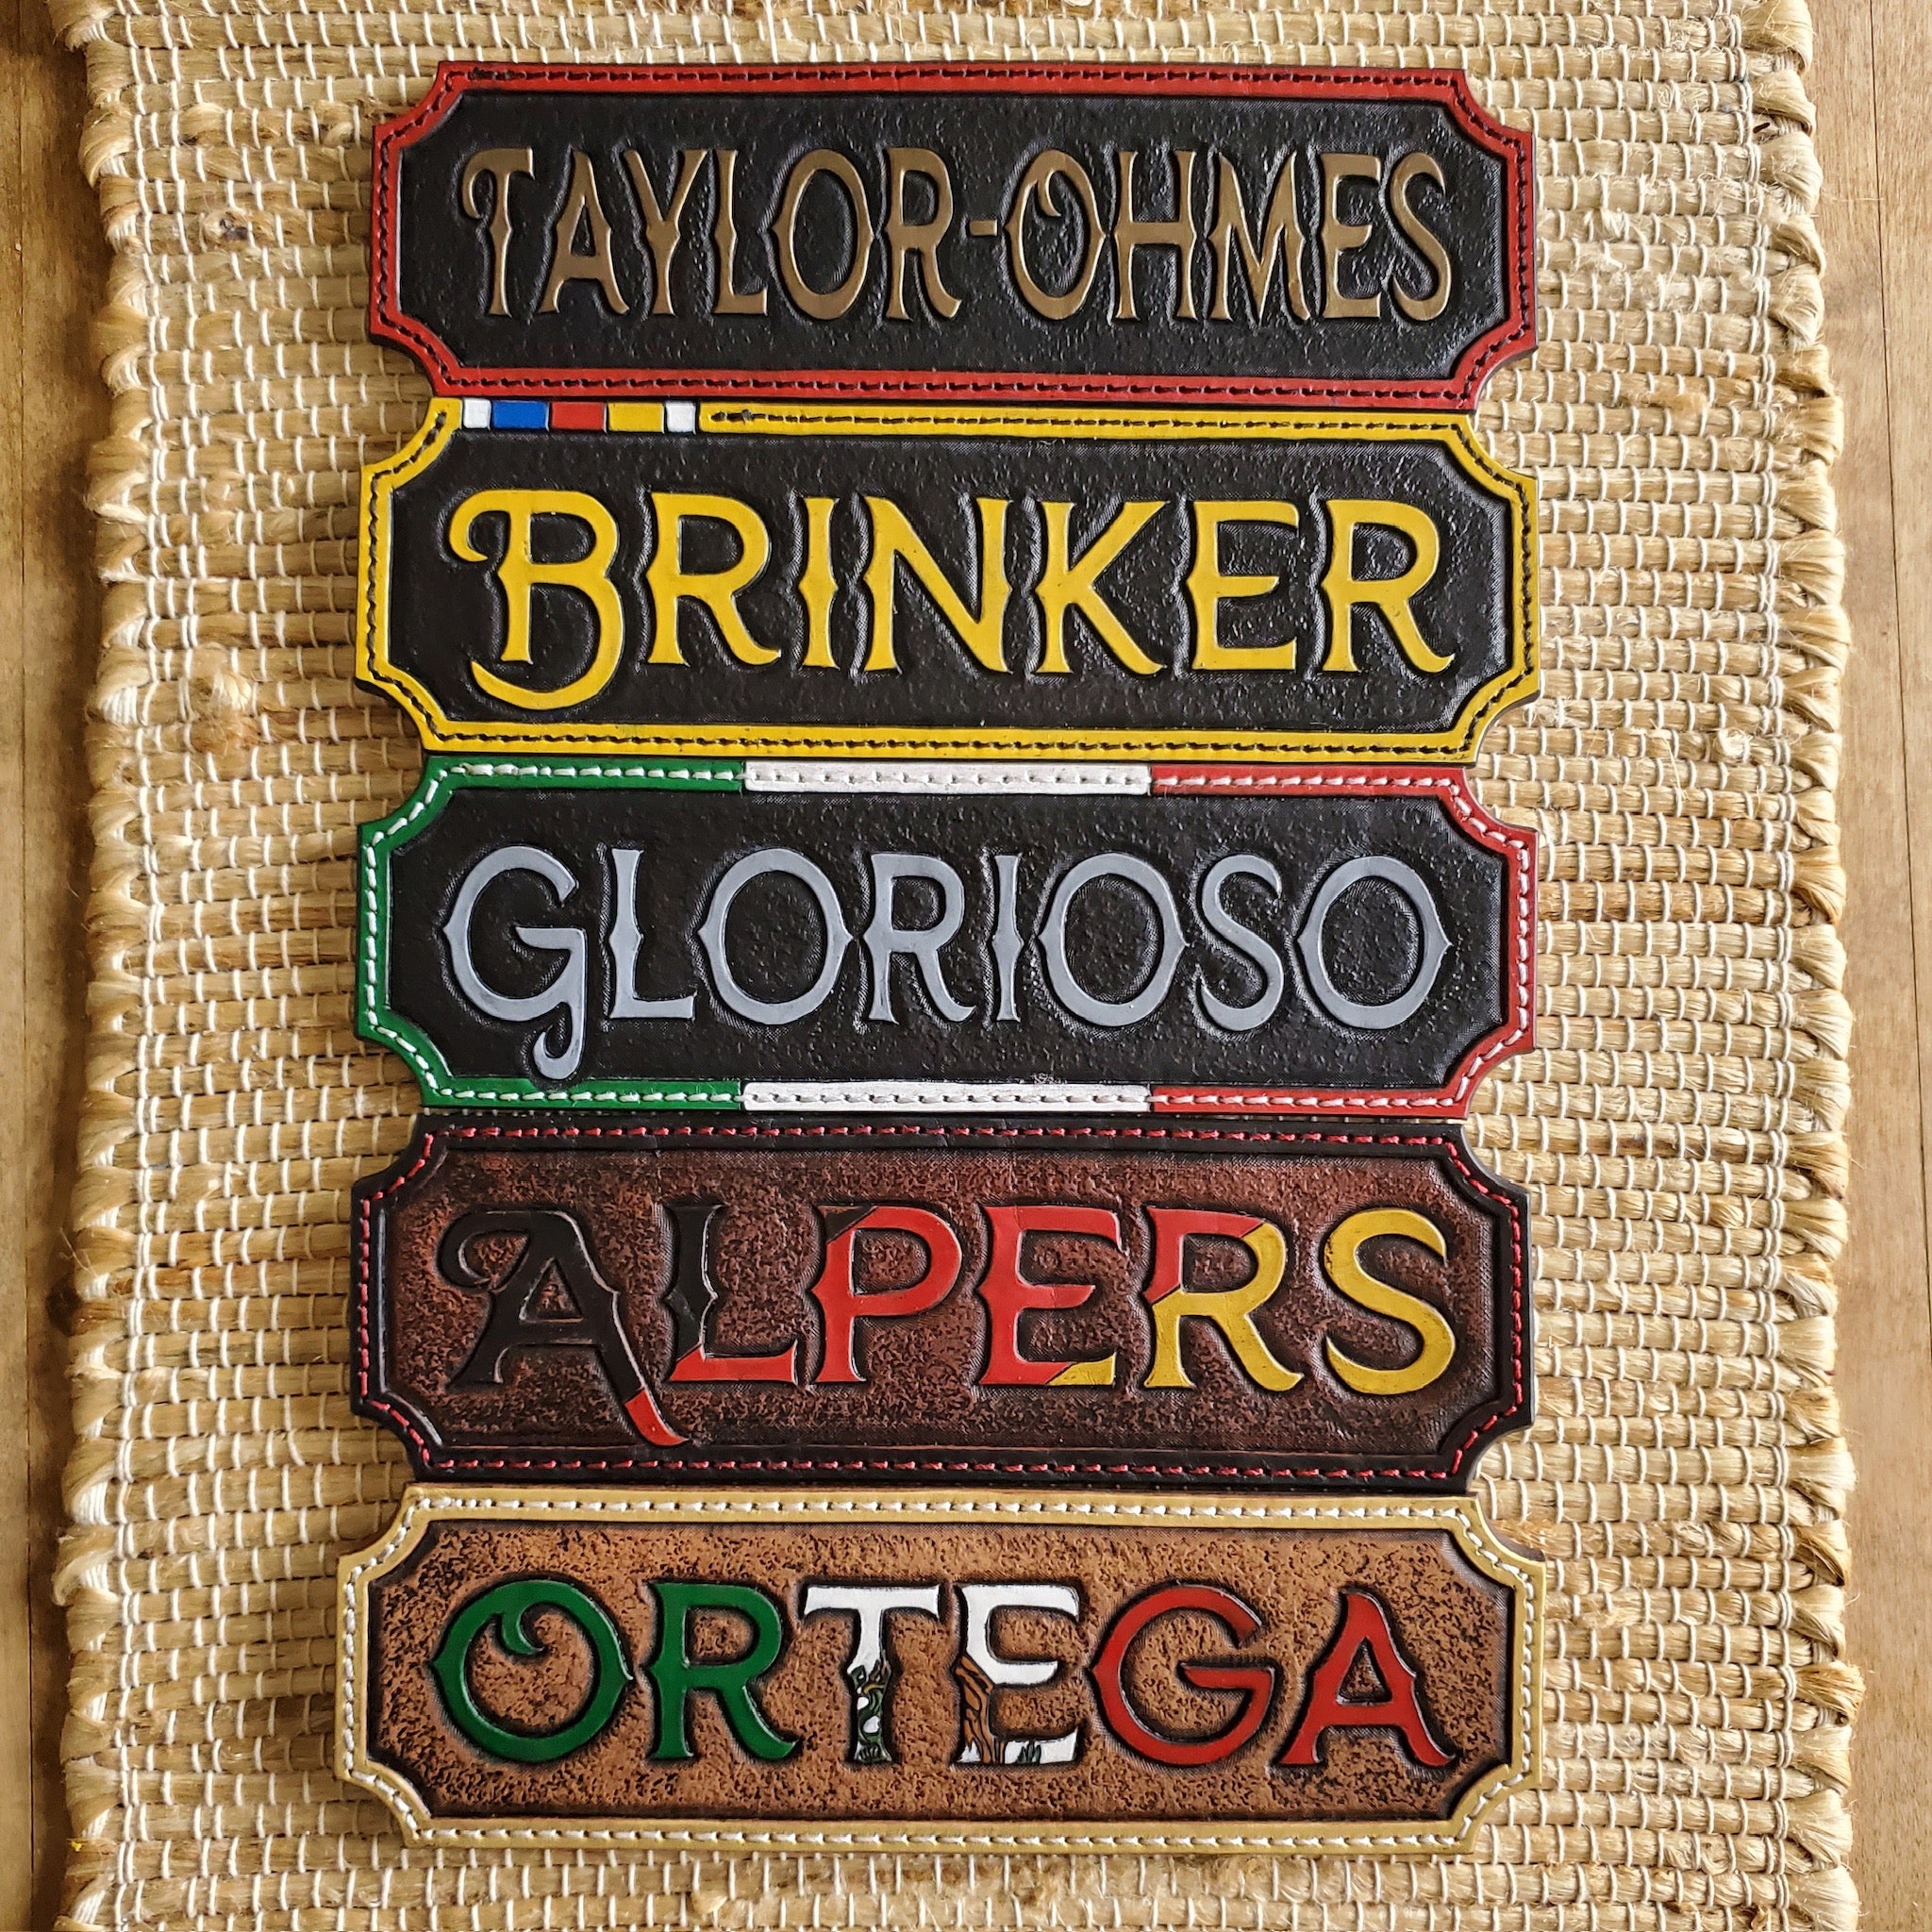 TAYLOR-OHMES
BRINKER
GLORIOSO
ALPERS
ORTEGA